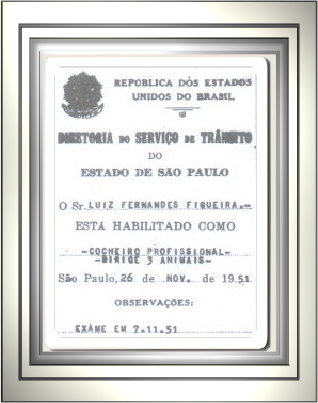 REPÚBLICA DOS ESTADOS
UNIDOS DO BRASIL
DIRETORIA DO SERVIÇO DE TRÂNSITO
DO
ESTADO DE SÃO PAULO
O Sr. LUIZ FERNANDES FIGUEIRA.-
ESTÁ HABILITADO COMO
-COCHEIRO PROFISSIONAL-
-DIRIGE 3 ANIMAIS-
São Paulo, 26 de NOV. de 1951
OBSERVAÇÕES:
EXAME EM 7.11.51